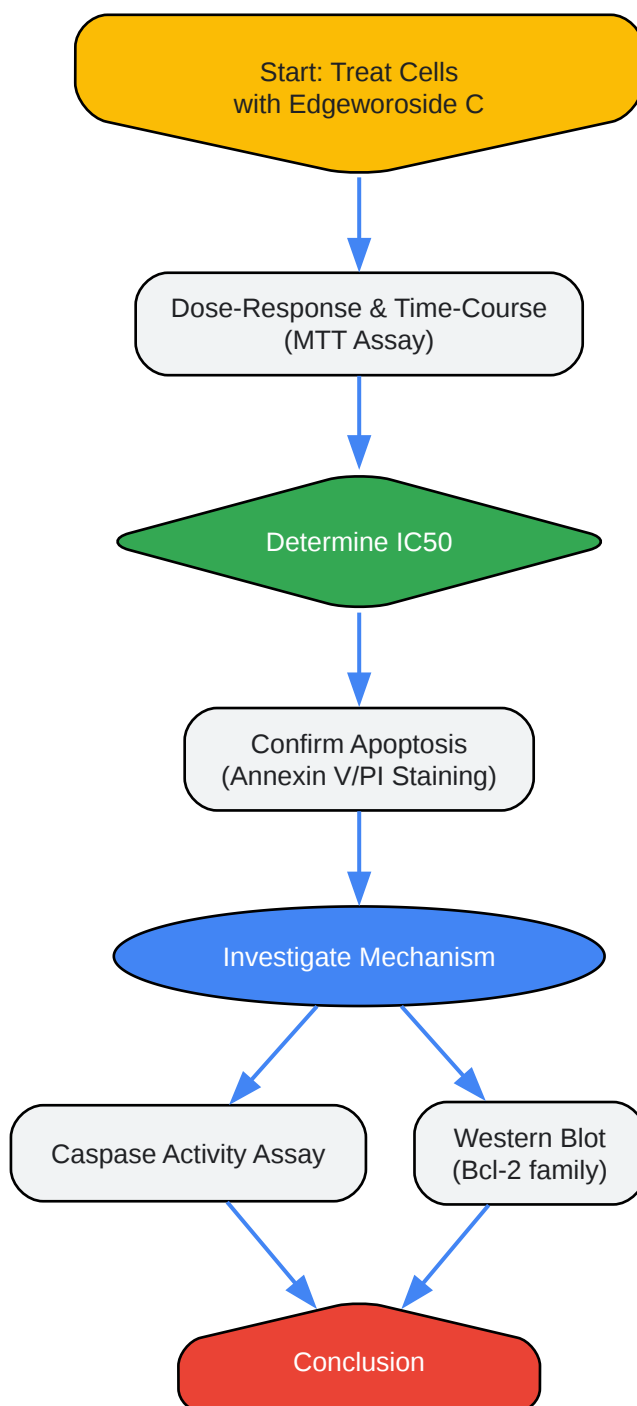 Start: Treat Cells
with Edgeworoside C
Dose-Response & Time-Course
(MTT Assay)
Determine IC50
Confirm Apoptosis
(Annexin V/PI Staining)
Investigate Mechanism
Caspase Activity Assay
Western Blot
(Bcl-2 family)
Conclusion